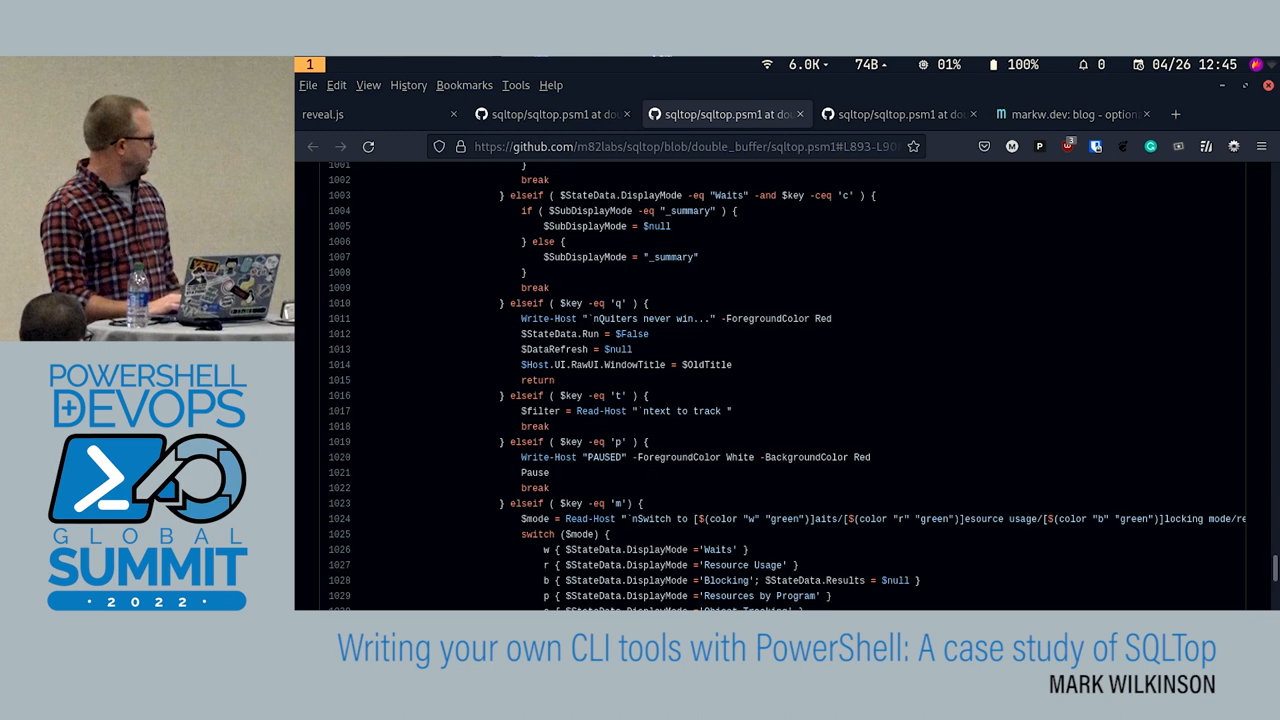 1
6.0K
74B
01%
100%
0
04/26 12:45
File Edit View History Bookmarks Tools Help
reveal.js
sqltop/sqltop.psm1 at do
sqltop/sqltop.psm1 at dou
sqltop/sqltop.psm1 at do
markw.dev: blog - option
https://github.com/m82labs/sqltop/blob/double_buffer/sqltop.psm1#L893-L90
1001 }
1002 break
1003 } elseif ( $StateData.DisplayMode -eq "Waits" -and $key -ceq 'c' ) {
1004 if ( $SubDisplayMode -eq "_summary" ) {
1005 $SubDisplayMode = $null
1006 } else {
1007 $SubDisplayMode = "_summary"
1008 }
1009 break
1010 } elseif ( $key -eq 'q' ) {
1011 Write-Host "`nQuiters never win..." -ForegroundColor Red
1012 $StateData.Run = $False
1013 $DataRefresh = $null
1014 $Host.UI.RawUI.WindowTitle = $OldTitle
1015 return
1016 } elseif ( $key -eq 't' ) {
1017 $filter = Read-Host "`ntext to track "
1018 break
1019 } elseif ( $key -eq 'p' ) {
1020 Write-Host "PAUSED" -ForegroundColor White -BackgroundColor Red
1021 Pause
1022 break
1023 } elseif ( $key -eq 'm') {
1024 $mode = Read-Host "`nSwitch to [$(color "w" "green")]aits/[$(color "r" "green")]esource usage/[$(color "b" "green")]locking mode/re
1025 switch ($mode) {
1026 w { $StateData.DisplayMode ='Waits' }
1027 r { $StateData.DisplayMode ='Resource Usage' }
1028 b { $StateData.DisplayMode ='Blocking'; $StateData.Results = $null }
1029 p { $StateData.DisplayMode ='Resources by Program' }
YETI
POWERSHELL
DEVOPS
GLOBAL
SUMMIT
· 2022 ·
Writing your own CLI tools with PowerShell: A case study of SQLTop
MARK WILKINSON